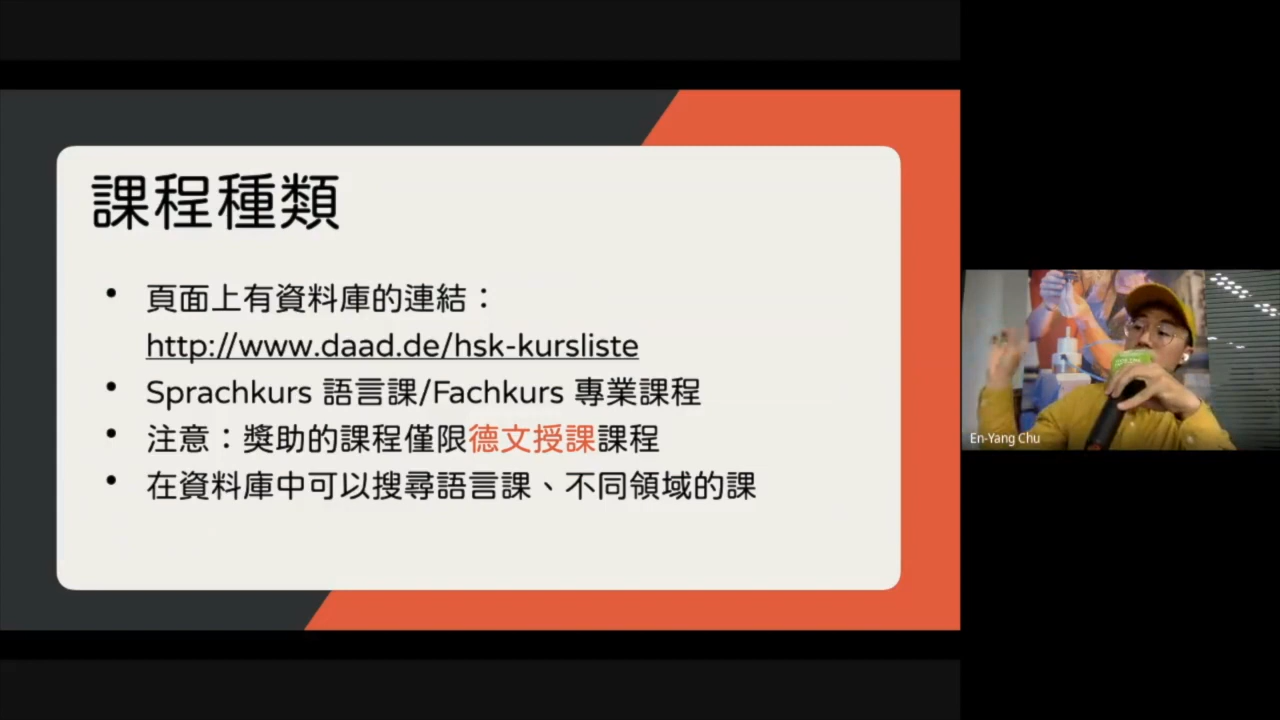 課程種類
• 頁面上有資料庫的連結：
http://www.daad.de/hsk-kursliste
• Sprachkurs 語言課/Fachkurs 專業課程
• 注意：獎助的課程僅限德文授課課程
• 在資料庫中可以搜尋語言課、不同領域的課
En-Yang Chu